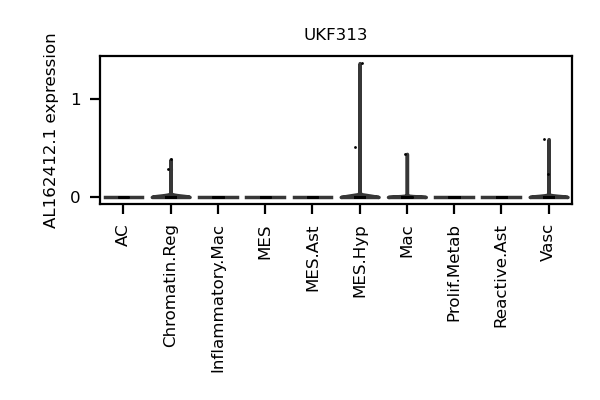 UKF313
AL162412.1 expression
1
0
AC
Chromatin.Reg
Inflammatory.Mac
MES
MES.Ast
MES.Hyp
Mac
Prolif.Metab
Reactive.Ast
Vasc